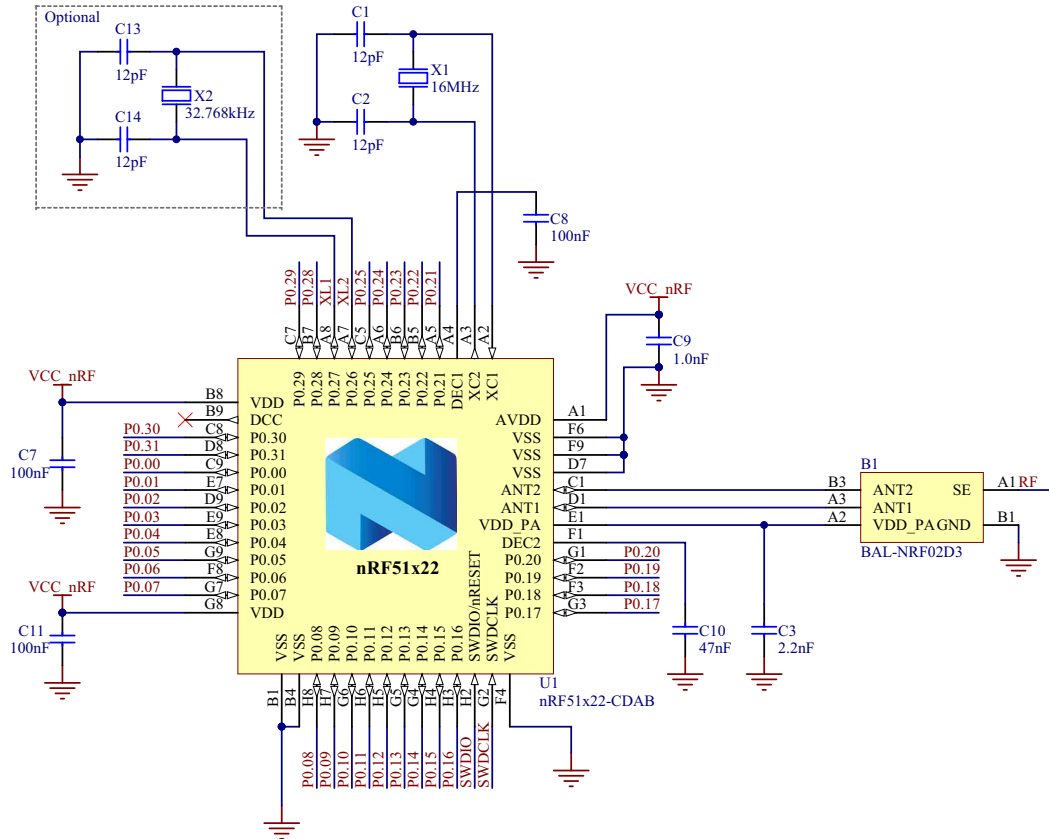 Optional
C13
12pF
X2
32.768kHz
C14
12pF
C1
12pF
X1
16MHz
C2
12pF
C8
100nF
P0.29
P0.28
XL1
XL2
P0.25
P0.24
P0.23
P0.22
P0.21
C7
B7
A8
A7
C5
A6
B6
B5
A5
A4
A3
A2
P0.29
P0.28
P0.27
P0.26
P0.25
P0.24
P0.23
P0.22
P0.21
DEC1
XC2
XC1
VCC_nRF
C9
1.0nF
VCC_nRF
C7
100nF
B8 VDD
B9 DCC
P0.30 C8 P0.30
P0.31 D8 P0.31
P0.00 C9 P0.00
P0.01 E7 P0.01
P0.02 D9 P0.02
P0.03 E9 P0.03
P0.04 E8 P0.04
P0.05 G9 P0.05
P0.06 F8 P0.06
P0.07 G7 P0.07
G8 VDD
VCC_nRF
C11
100nF
nRF51x22
AVDD A1
VSS F6
VSS F9
VSS D7
ANT2 C1
ANT1 D1
VDD_PA E1
DEC2 F1
P0.20 G1 P0.20
P0.19 F2 P0.19
P0.18 F3 P0.18
P0.17 G3 P0.17
B1
B3 ANT2 SE A1 RF
A3 ANT1
A2 VDD_PA GND B1
BAL-NRF02D3
C10
47nF
C3
2.2nF
VSS
VSS
P0.08
P0.09
P0.10
P0.11
P0.12
P0.13
P0.14
P0.15
P0.16
SWDIO/nRESET
SWDCLK
VSS
U1
nRF51x22-CDAB
B1
B4
H8
H7
G6
H6
H5
G5
G4
H4
H3
H2
G2
F4
P0.08
P0.09
P0.10
P0.11
P0.12
P0.13
P0.14
P0.15
P0.16
SWDIO
SWDCLK